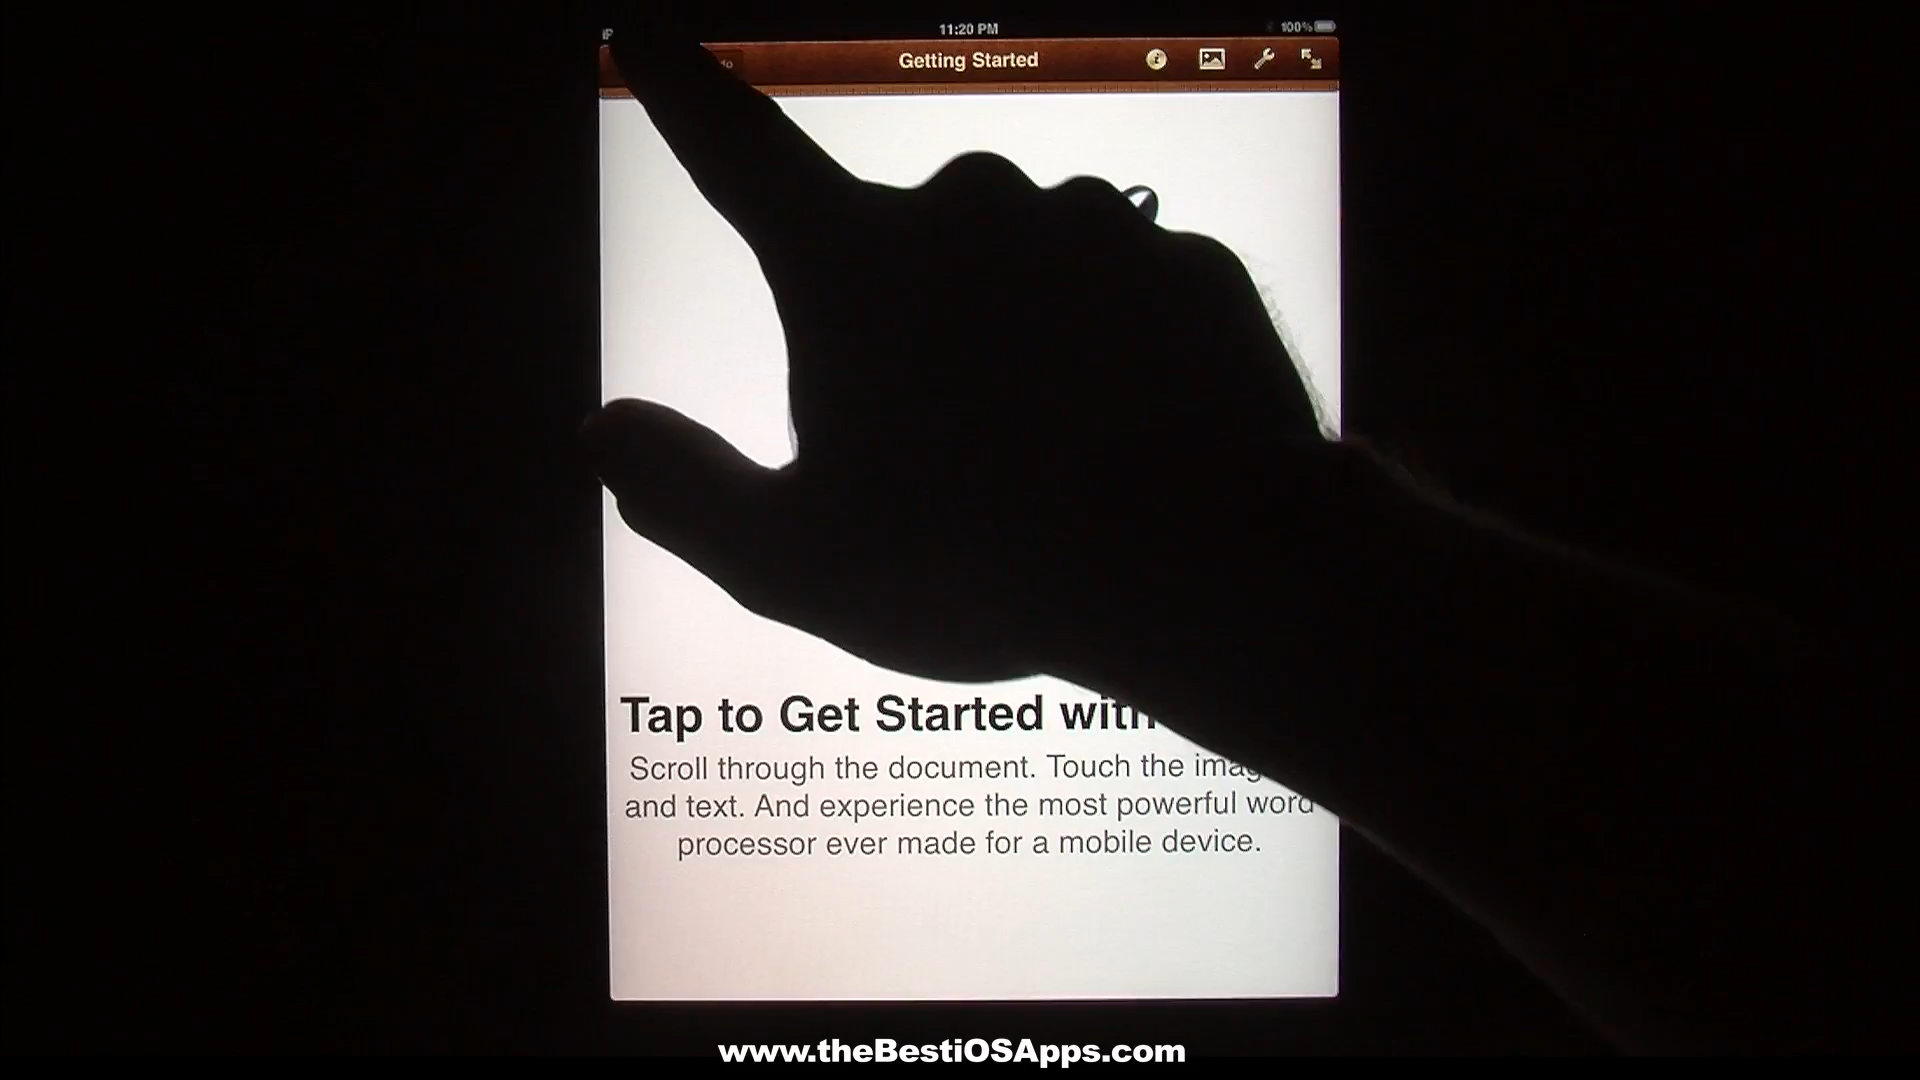 11:20 PM
100%
Getting Started
Tap to Get Started with
Scroll through the document. Touch the
and text. And experience the most powerful word
processor ever made for a mobile device.
www.theBestiOSApps.com